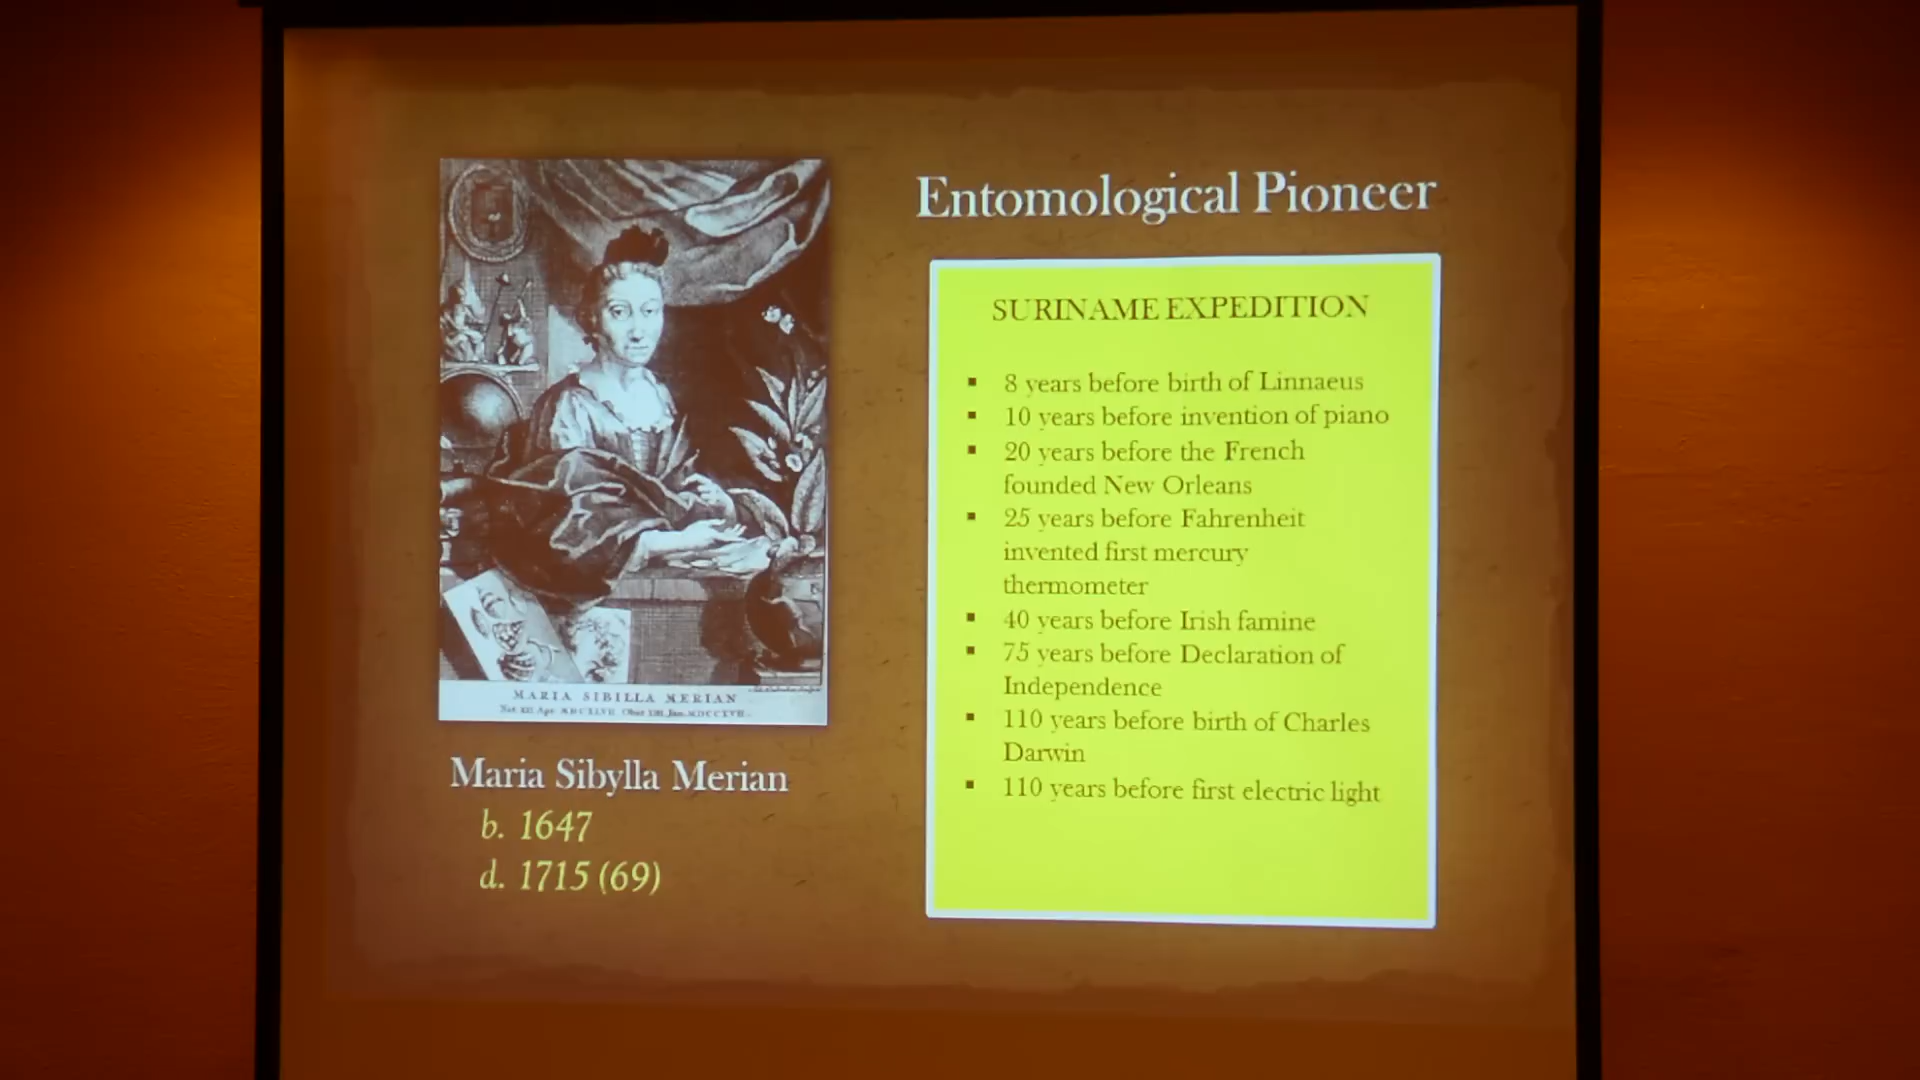 Entomological Pioneer
SURINAME EXPEDITION
▪ 8 years before birth of Linnaeus
▪ 10 years before invention of piano
▪ 20 years before the French
founded New Orleans
▪ 25 years before Fahrenheit
invented first mercury
thermometer
▪ 40 years before Irish famine
▪ 75 years before Declaration of
Independence
▪ 110 years before birth of Charles
Darwin
▪ 110 years before first electric light
MARIA SIBILLA MERIAN
Maria Sibylla Merian
b. 1647
d. 1715 (69)